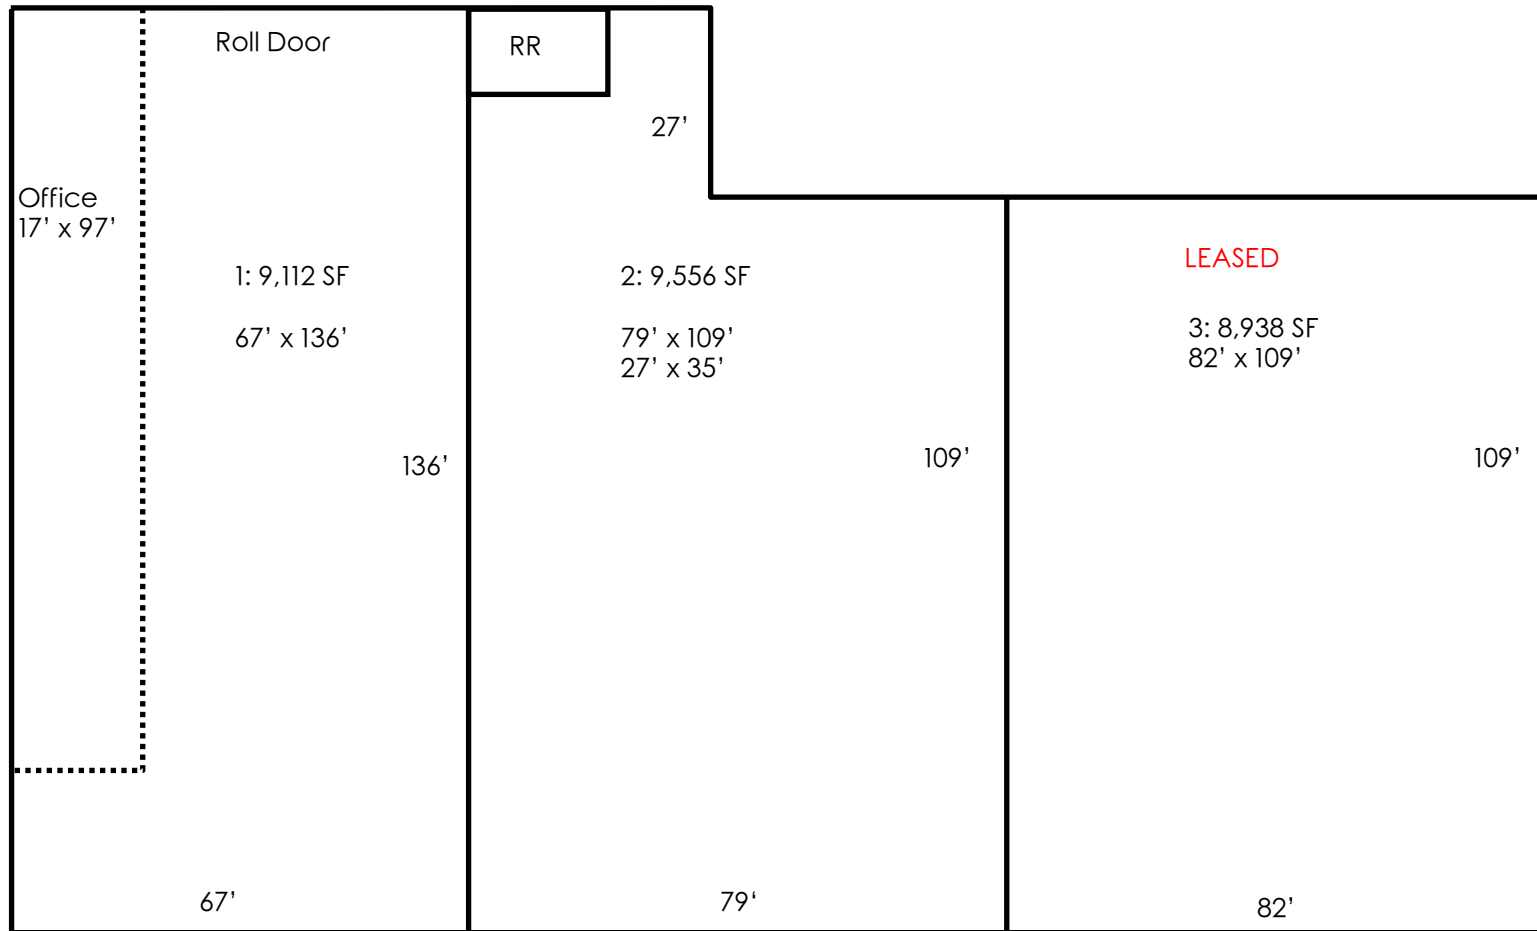 Roll Door
RR
27’
Office
17’ x 97’
1: 9,112 SF
67’ x 136’
2: 9,556 SF
79’ x 109’
27’ x 35’
LEASED
3: 8,938 SF
82’ x 109’
136’
109’
109’
67’
79‘
82’